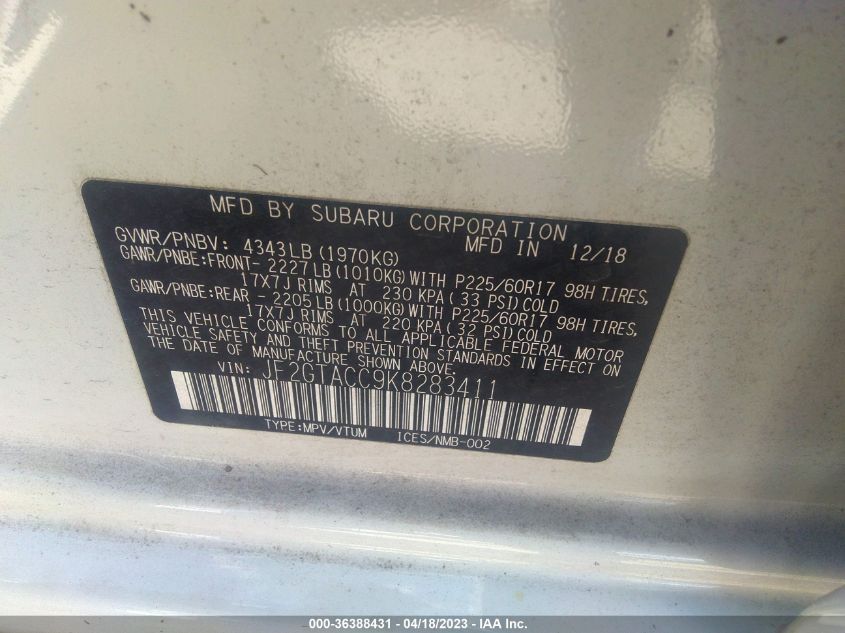 MFD BY SUBARU CORPORATION
GVWR/PNBV: 4343LB(1970KG) MFD IN 12/18
GAWR/PNBE:FRONT- 2227LB(1010KG)WITH P225/60R17 98H TIRES,
17X7J RIMS AT 230 KPA(33 PSI)COLD
GAWR/PNBE:REAR - 2205LB(1000KG)WITH P225/60R17 98H TIRES,
17X7J RIMS AT 220 KPA(32 PSI)COLD
THIS VEHICLE CONFORMS TO ALL APPLICABLE FEDERAL MOTOR
VEHICLE SAFETY AND THEFT PREVENTION STANDARDS IN EFFECT ON
THE DATE OF MANUFACTURE SHOWN ABOVE.
VIN: JF2GTACC9K8283411
TYPE:MPV/VTUM ICES/NMB-002
000-36388431 - 04/18/2023 - IAA Inc.